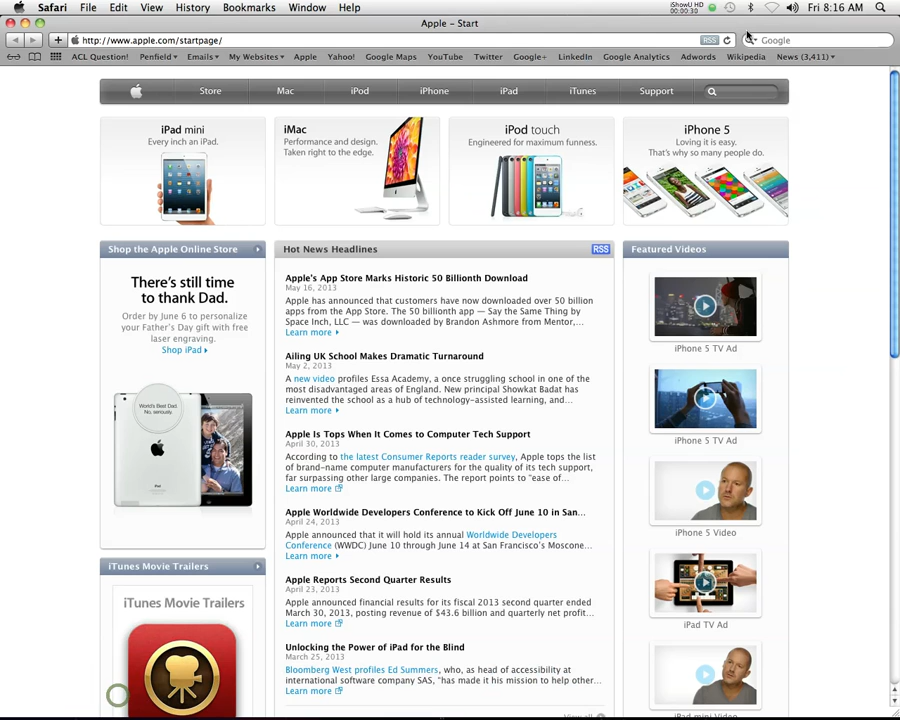 Safari File Edit View History Bookmarks Window Help
iShowU HD
00:00:30
Fri 8:16 AM
Apple - Start
http://www.apple.com/startpage/
RSS
Google
ACL Question! Penfield Emails My Websites Apple Yahoo! Google Maps YouTube Twitter Google+ LinkedIn Google Analytics Adwords Wikipedia News (3,411)
Store Mac iPod iPhone iPad iTunes Support
iPad mini
Every inch an iPad.
iMac
Performance and design.
Taken right to the edge.
iPod touch
Engineered for maximum funness.
iPhone 5
Loving it is easy.
That's why so many people do.
Shop the Apple Online Store
There's still time
to thank Dad.
Order by June 6 to personalize
your Father's Day gift with free
laser engraving.
Shop iPad
World's Best Dad.
No, seriously.
iPad
iTunes Movie Trailers
iTunes Movie Trailers
Hot News Headlines
RSS
Apple's App Store Marks Historic 50 Billionth Download
May 16, 2013
Apple has announced that customers have now downloaded over 50 billion
apps from the App Store. The 50 billionth app — Say the Same Thing by
Space Inch, LLC — was downloaded by Brandon Ashmore from Mentor,...
Learn more
Ailing UK School Makes Dramatic Turnaround
May 2, 2013
A new video profiles Essa Academy, a once struggling school in one of the
most disadvantaged areas of England. New principal Showkat Badat has
reinvented the school as a hub of technology-assisted learning, and...
Learn more
Apple Is Tops When It Comes to Computer Tech Support
April 30, 2013
According to the latest Consumer Reports reader survey, Apple tops the list
of brand-name computer manufacturers for the quality of its tech support,
far surpassing other large companies. The report points to "ease of...
Learn more
Apple Worldwide Developers Conference to Kick Off June 10 in San...
April 24, 2013
Apple announced that it will hold its annual Worldwide Developers
Conference (WWDC) June 10 through June 14 at San Francisco's Moscone...
Learn more
Apple Reports Second Quarter Results
April 23, 2013
Apple announced financial results for its fiscal 2013 second quarter ended
March 30, 2013, posting revenue of $43.6 billion and quarterly net profit...
Learn more
Unlocking the Power of iPad for the Blind
March 25, 2013
Bloomberg West profiles Ed Summers, who, as head of accessibility at
international software company SAS, "has made it his mission to help other...
Learn more
View all
Featured Videos
iPhone 5 TV Ad
iPhone 5 TV Ad
iPhone 5 Video
iPad TV Ad
iPad mini Video